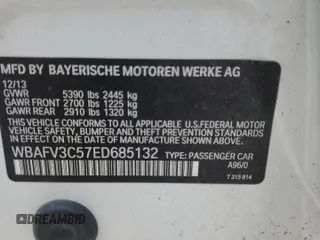 MFD BY BAYERISCHE MOTOREN WERKE AG
12/13
GVWR 5390 lbs 2445 kg
GAWR FRONT 2700 lbs 1225 kg
GAWR REAR 2910 lbs 1320 kg
THIS VEHICLE CONFORMS TO ALL APPLICABLE U.S.FEDERAL MOTOR
VEHICLE SAFETY, BUMPER, AND THEFT PREVENTION STANDARDS
IN EFFECT ON THE DATE OF MANUFACTURE SHOWN ABOVE.
WBAFV3C57ED685132 TYPE: PASSENGER CAR
A96/0
7 315 814
DREAMBID